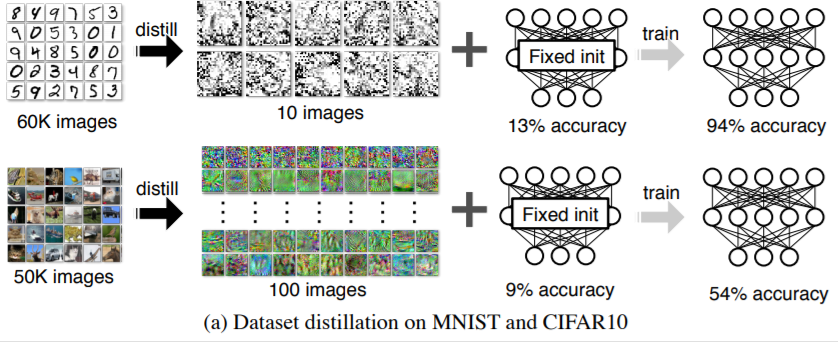 8 4 9 7 5 3
9 0 5 3 0 1
9 4 8 5 0 0
0 2 3 4 8 7
5 9 2 7 5 3
distill
Fixed init
train
60K images
10 images
13% accuracy
94% accuracy
distill
Fixed init
train
50K images
100 images
9% accuracy
54% accuracy
(a) Dataset distillation on MNIST and CIFAR10